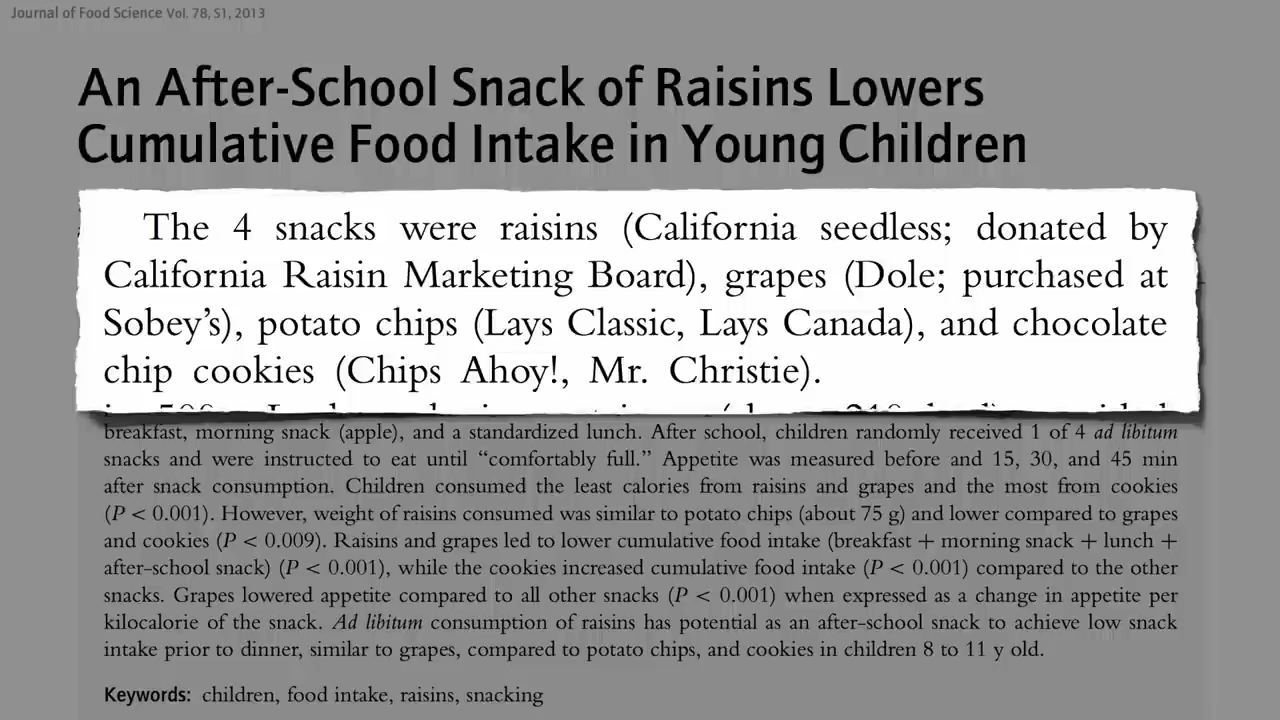 Journal of Food Science Vol. 78, S1, 2013
An After-School Snack of Raisins Lowers
Cumulative Food Intake in Young Children
The 4 snacks were raisins (California seedless; donated by
California Raisin Marketing Board), grapes (Dole; purchased at
Sobey’s), potato chips (Lays Classic, Lays Canada), and chocolate
chip cookies (Chips Ahoy!, Mr. Christie).
breakfast, morning snack (apple), and a standardized lunch. After school, children randomly received 1 of 4 ad libitum
snacks and were instructed to eat until “comfortably full.” Appetite was measured before and 15, 30, and 45 min
after snack consumption. Children consumed the least calories from raisins and grapes and the most from cookies
(P < 0.001). However, weight of raisins consumed was similar to potato chips (about 75 g) and lower compared to grapes
and cookies (P < 0.009). Raisins and grapes led to lower cumulative food intake (breakfast + morning snack + lunch +
after-school snack) (P < 0.001), while the cookies increased cumulative food intake (P < 0.001) compared to the other
snacks. Grapes lowered appetite compared to all other snacks (P < 0.001) when expressed as a change in appetite per
kilocalorie of the snack. Ad libitum consumption of raisins has potential as an after-school snack to achieve low snack
intake prior to dinner, similar to grapes, compared to potato chips, and cookies in children 8 to 11 y old.
Keywords: children, food intake, raisins, snacking